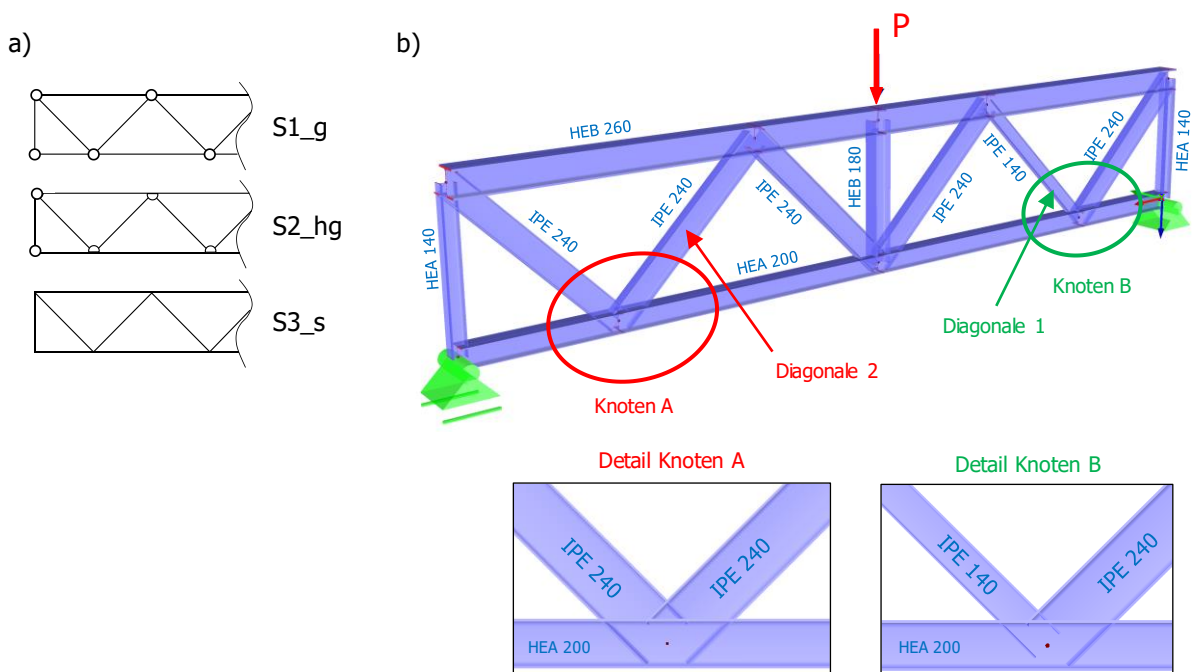 a)
S1_g
S2_hg
S3_s
b)
P
HEB 260
HEA 140
IPE 240
IPE 240
IPE 240
HEB 180
IPE 240
IPE 140
IPE 240
HEA 140
HEA 200
Knoten A
Diagonale 2
Diagonale 1
Knoten B
Detail Knoten A
IPE 240
IPE 240
HEA 200
Detail Knoten B
IPE 140
IPE 240
HEA 200